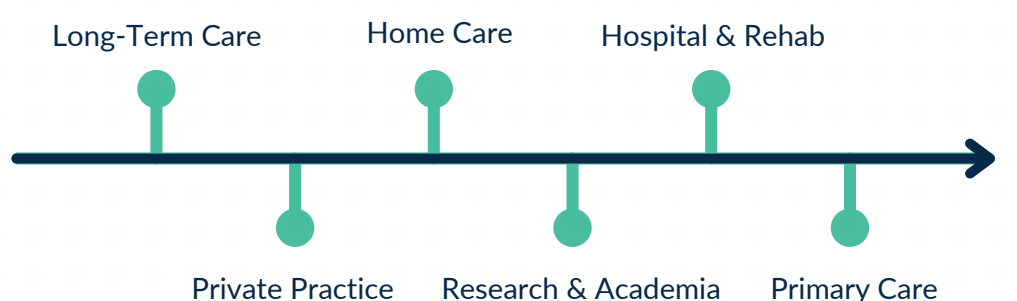 Long-Term Care
Home Care
Hospital & Rehab
Private Practice
Research & Academia
Primary Care